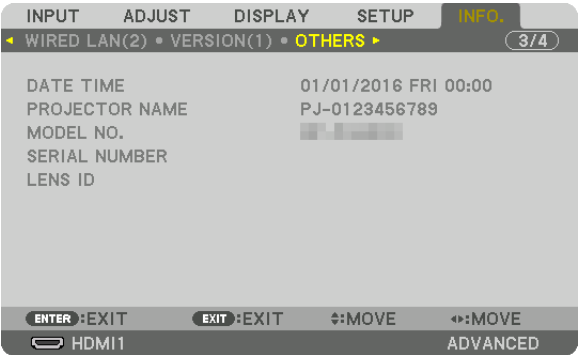 INPUT ADJUST DISPLAY SETUP INFO.
WIRED LAN(2) • VERSION(1) • OTHERS 3/4
DATE TIME 01/01/2016 FRI 00:00
PROJECTOR NAME PJ-0123456789
MODEL NO.
SERIAL NUMBER
LENS ID
ENTER :EXIT EXIT :EXIT :MOVE :MOVE
HDMI1 ADVANCED